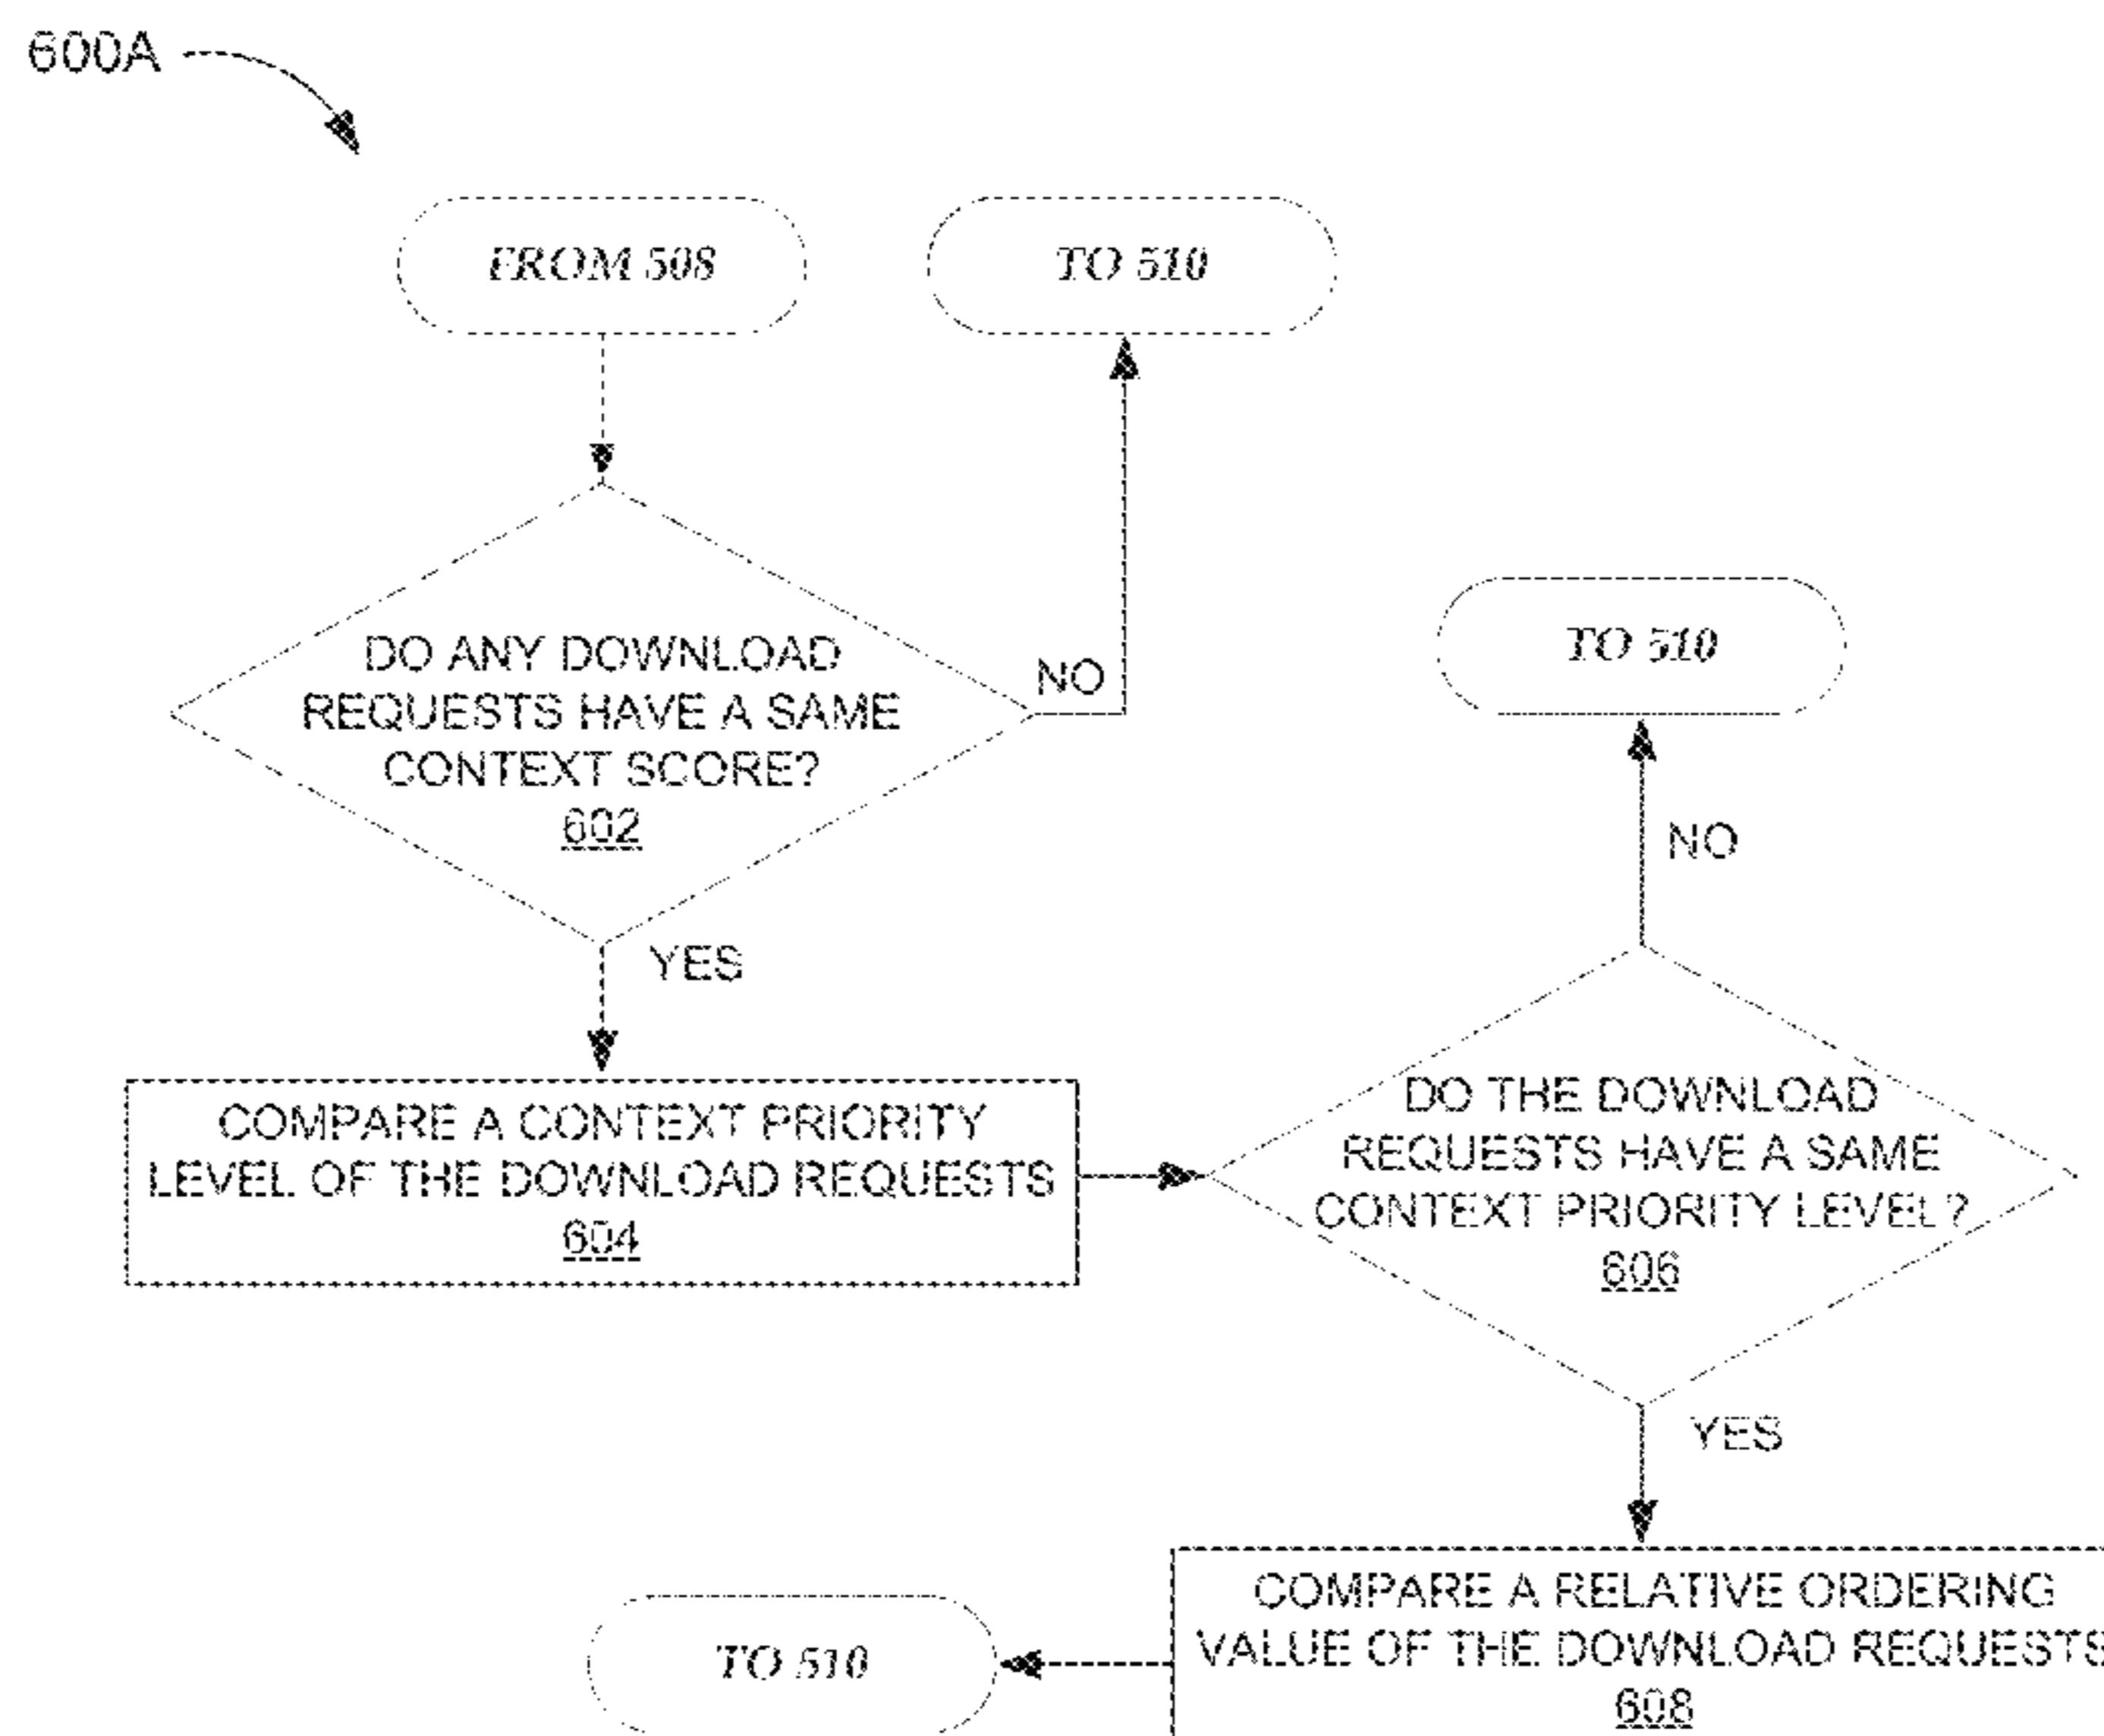 600A
FROM 508
TO 510
DO ANY DOWNLOAD
REQUESTS HAVE A SAME
CONTEXT SCORE?
602
NO
YES
TO 510
NO
COMPARE A CONTEXT PRIORITY
LEVEL OF THE DOWNLOAD REQUESTS
604
DO THE DOWNLOAD
REQUESTS HAVE A SAME
CONTEXT PRIORITY LEVEL?
606
YES
COMPARE A RELATIVE ORDERING
VALUE OF THE DOWNLOAD REQUESTS
608
TO 510